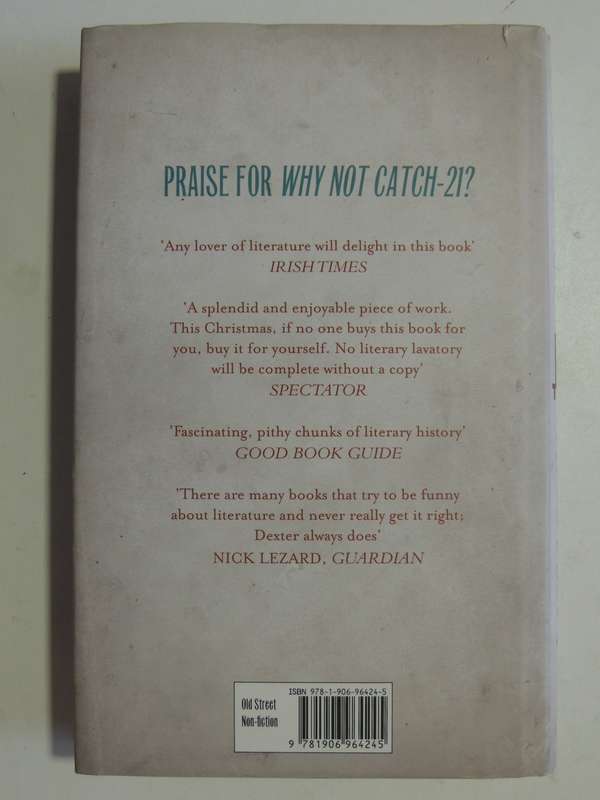 PRAISE FOR WHY NOT CATCH-21?
'Any lover of literature will delight in this book'
IRISH TIMES
'A splendid and enjoyable piece of work.
This Christmas, if no one buys this book for
you, buy it for yourself. No literary lavatory
will be complete without a copy'
SPECTATOR
'Fascinating, pithy chunks of literary history'
GOOD BOOK GUIDE
'There are many books that try to be funny
about literature and never really get it right;
Dexter always does'
NICK LEZARD, GUARDIAN
Old Street
Non-fiction
ISBN 978-1-906-96424-5
9 781906 964245